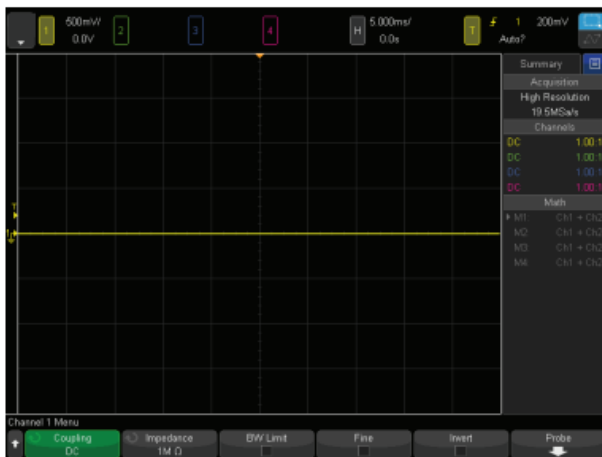 1 500mV/ 0.0V 2 3 4 H 5.000ms/ 0.0s T 1 200mV Auto?
Summary
Acquisition
High Resolution
19.5MSa/s
Channels
DC 1.00:1
DC 1.00:1
DC 1.00:1
DC 1.00:1
Math
M1 Ch1 + Ch2
M2 Ch1 + Ch2
M3 Ch1 + Ch2
M4 Ch1 + Ch2
T
1
Channel 1 Menu
Coupling Impedance BW Limit Fine Invert Probe
DC 1M Ω